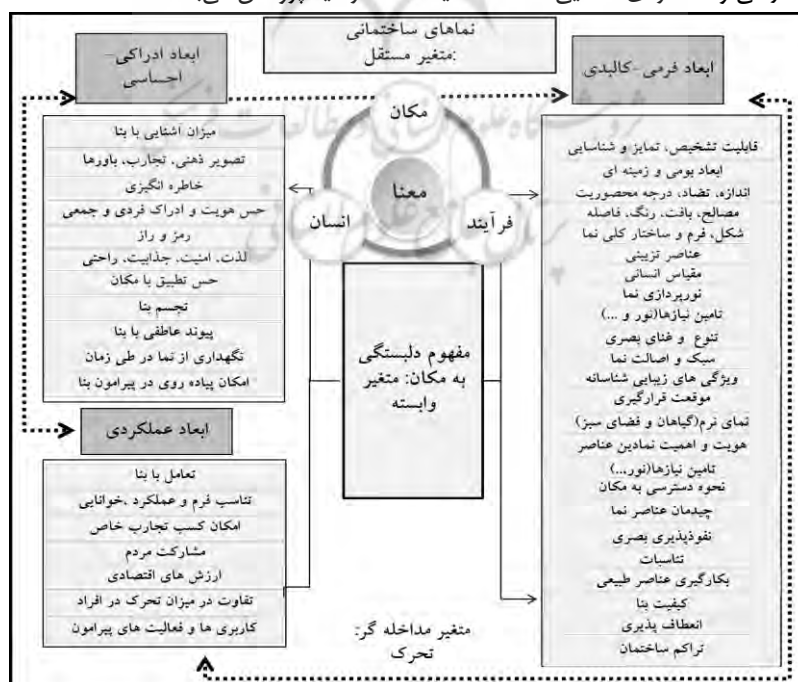 نماهای ساختمانی
:متغیر مستقل
ابعاد فرمی-کالبدی
قابلیت تشخیص، تمایز و شناسایی
ابعاد بومی و زمینه ای
اندازه، تضاد، درجه محصوریت
مصالح، بافت، رنگ، فاصله
شکل، فرم و ساختار کلی نما
عناصر تزیینی
مقیاس انسانی
نورپردازی نما
تامین نیازها(نور و ...)
تنوع و غنای بصری
سبک و اصالت نما
ویژگی های زیبایی شناسانه
موقعت قرارگیری
نمای نرم(گیاهان و فضای سبز)
هویت و اهمیت نمادین عناصر
تامین نیازها(نور...)
نحوه دسترسی به مکان
چیدمان عناصر نما
نفوذپذیری بصری
تناسبات
بکارگیری عناصر طبیعی
کیفیت بنا
انعطاف پذیری
تراکم ساختمان
مکان
معنا
فرآیند
انسان
مفهوم دلبستگی
به مکان: متغیر
وابسته
متغیر مداخله گر:
تحرک
ابعاد ادراکی-
احساسی
میزان آشنایی با بنا
تصویر ذهنی، تجارب، باورها
خاطره انگیزی
حس هویت و ادراک فردی و جمعی
رمز و راز
لذت، امنیت، جذابیت، راحتی
حس تطبیق با مکان
تجسم بنا
پیوند عاطفی با بنا
نگهداری از نما در طی زمان
امکان پیاده روی در پیرامون بنا
ابعاد عملکردی
تعامل با بنا
تناسب فرم و عملکرد ،خوانایی
امکان کسب تجارب خاص
مشارکت مردم
ارزش های اقتصادی
تفاوت در میزان تحرک در افراد
کاربری ها و فعالیت های پیرامون